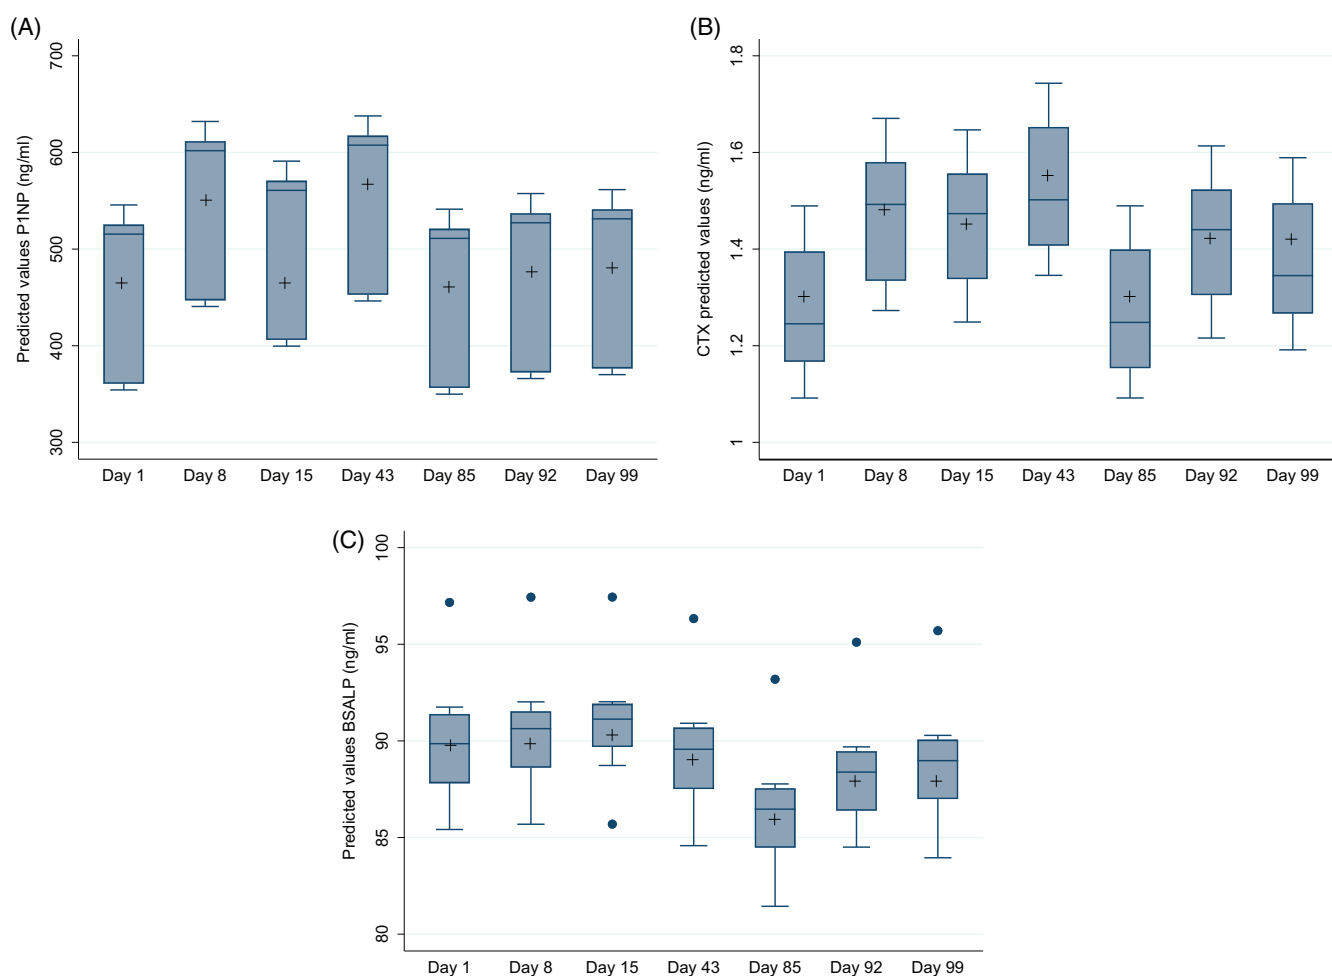 (A)
Predicted values P1NP (ng/ml)
700
600
500
400
300
Day 1 Day 8 Day 15 Day 43 Day 85 Day 92 Day 99
(B)
CTX predicted values (ng/ml)
1.8
1.6
1.4
1.2
1
Day 1 Day 8 Day 15 Day 43 Day 85 Day 92 Day 99
(C)
Predicted values BSALP (ng/ml)
100
95
90
85
80
Day 1 Day 8 Day 15 Day 43 Day 85 Day 92 Day 99